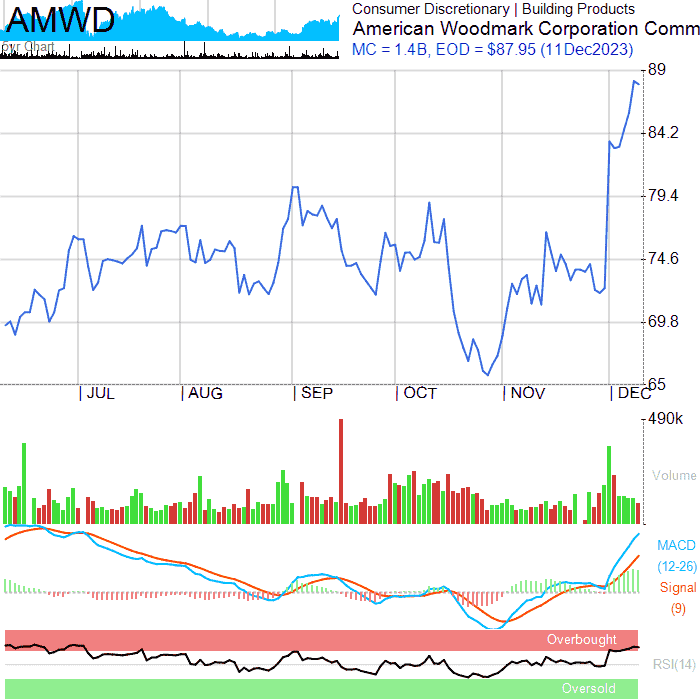 AMWD
5yr Chart
Consumer Discretionary | Building Products
American Woodmark Corporation Comm
MC = 1.4B, EOD = $87.95 (11Dec2023)
89
84.2
79.4
74.6
69.8
65
| JUL | AUG | SEP | OCT | NOV | DEC
490k
Volume
MACD
(12-26)
Signal
(9)
Overbought
RSI(14)
Oversold